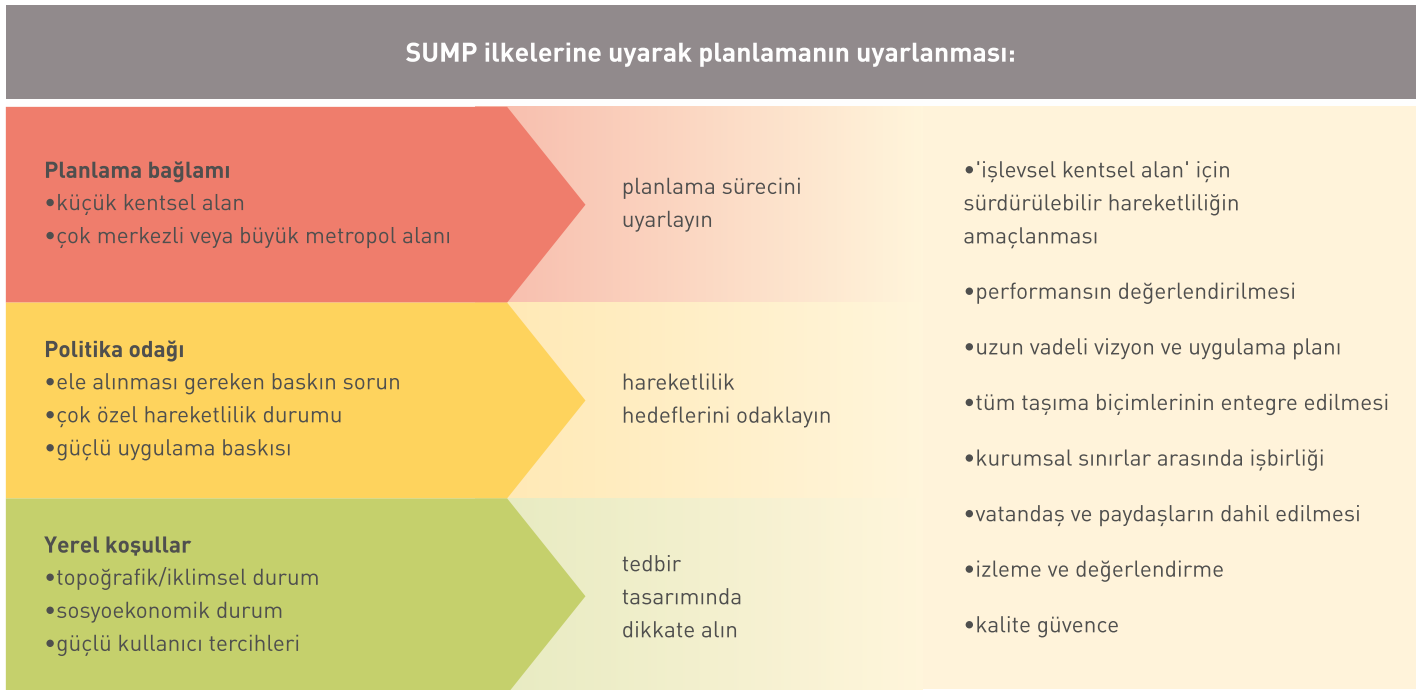 SUMP ilkelerine uyarak planlamanın uyarlanması:
Planlama bağlamı
•küçük kentsel alan
•çok merkezli veya büyük metropol alanı
planlama sürecini
uyarlayın
Politika odağı
•ele alınması gereken baskın sorun
•çok özel hareketlilik durumu
•güçlü uygulama baskısı
hareketlilik
hedeflerini odaklayın
Yerel koşullar
•topoğrafik/iklimsel durum
•sosyoekonomik durum
•güçlü kullanıcı tercihleri
tedbir
tasarımında
dikkate alın
•'işlevsel kentsel alan' için
sürdürülebilir hareketliliğin
amaçlanması
•performansın değerlendirilmesi
•uzun vadeli vizyon ve uygulama planı
•tüm taşıma biçimlerinin entegre edilmesi
•kurumsal sınırlar arasında işbirliği
•vatandaş ve paydaşların dahil edilmesi
•izleme ve değerlendirme
•kalite güvence